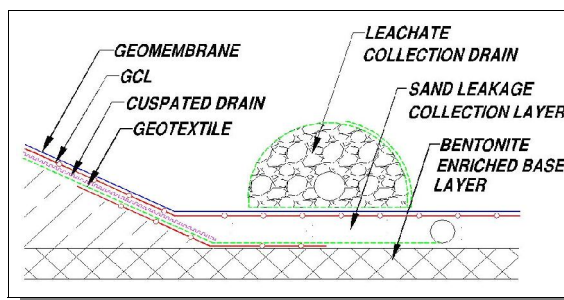 GEOMEMBRANE
GCL
CUSPATED DRAIN
GEOTEXTILE
LEACHATE
COLLECTION DRAIN
SAND LEAKAGE
COLLECTION LAYER
BENTONITE
ENRICHED BASE
LAYER